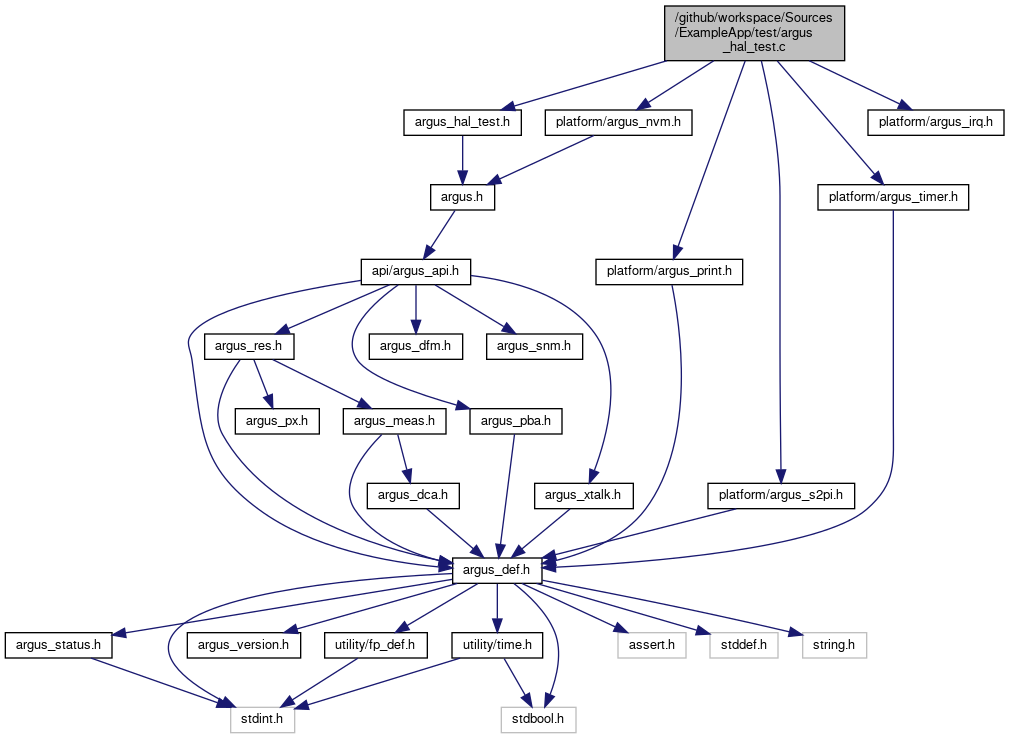 /github/workspace/Sources
/ExampleApp/test/argus
_hal_test.c
argus_hal_test.h
platform/argus_nvm.h
platform/argus_irq.h
argus.h
platform/argus_timer.h
api/argus_api.h
platform/argus_print.h
argus_res.h
argus_dfm.h
argus_snm.h
argus_px.h
argus_meas.h
argus_pba.h
argus_dca.h
argus_xtalk.h
platform/argus_s2pi.h
argus_def.h
argus_status.h
argus_version.h
utility/fp_def.h
utility/time.h
assert.h
stddef.h
string.h
stdint.h
stdbool.h